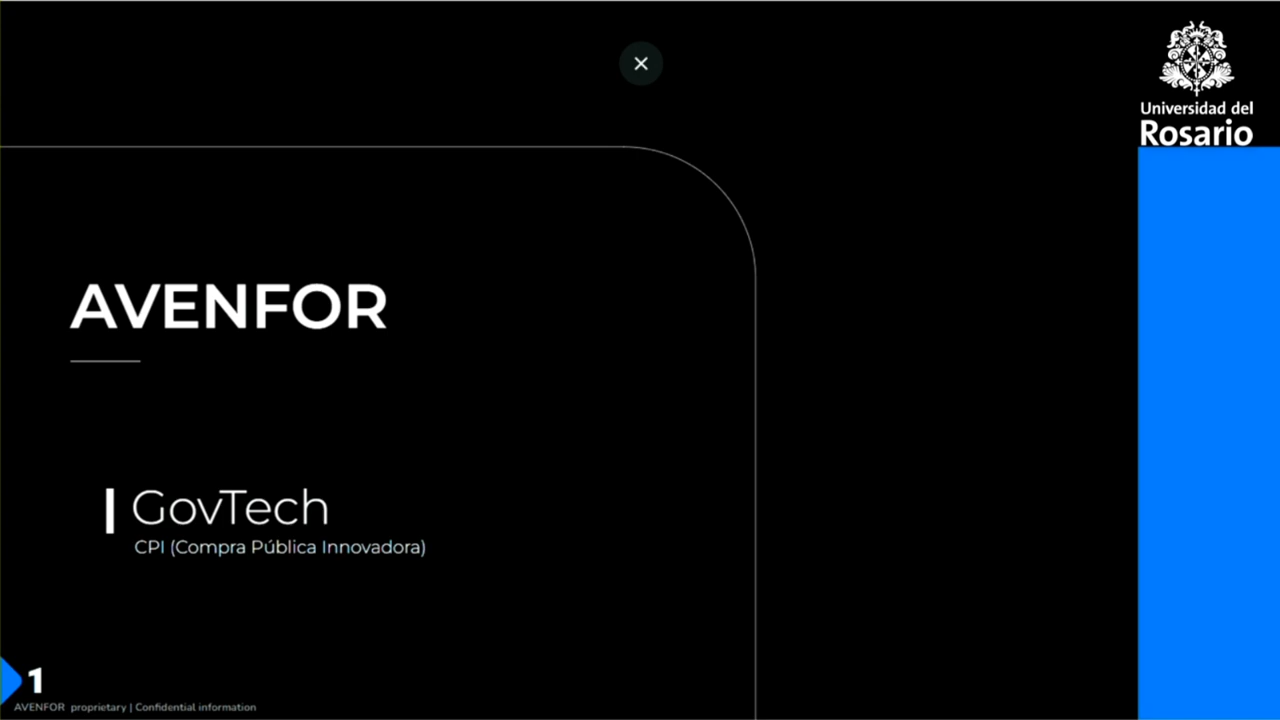 Universidad del
Rosario
AVENFOR
GovTech
CPI (Compra Pública Innovadora)
1
AVENFOR proprietary | Confidential information